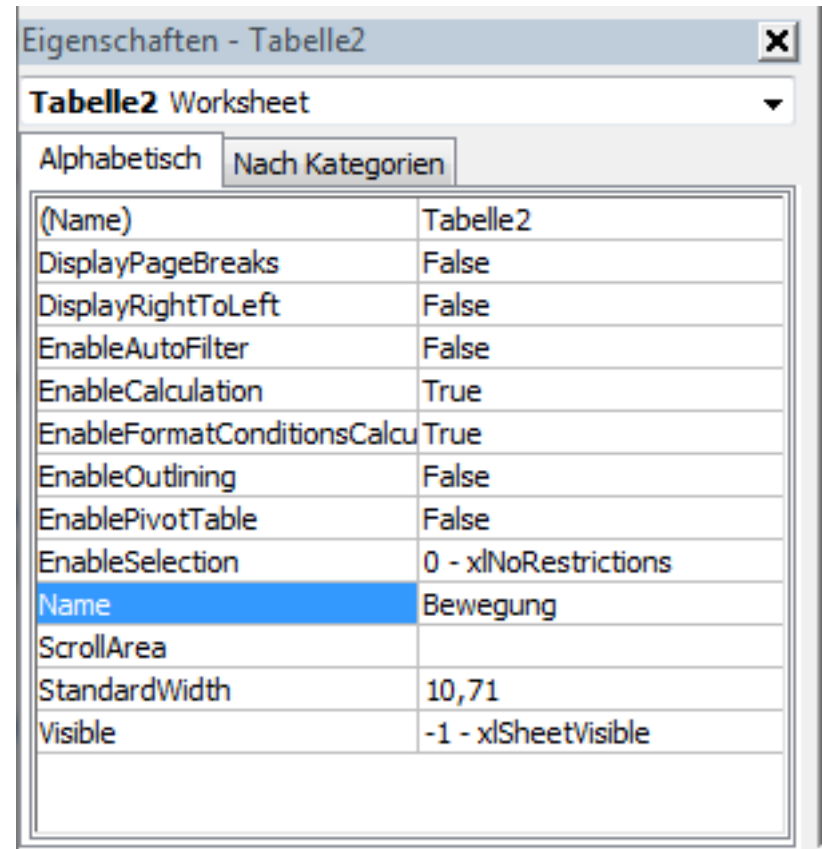 Eigenschaften - Tabelle2
Tabelle2 Worksheet
Alphabetisch Nach Kategorien
(Name) Tabelle2
DisplayPageBreaks False
DisplayRightToLeft False
EnableAutoFilter False
EnableCalculation True
EnableFormatConditionsCalcu True
EnableOutlining False
EnablePivotTable False
EnableSelection 0 - xlNoRestrictions
Name Bewegung
ScrollArea
StandardWidth 10,71
Visible -1 - xlSheetVisible